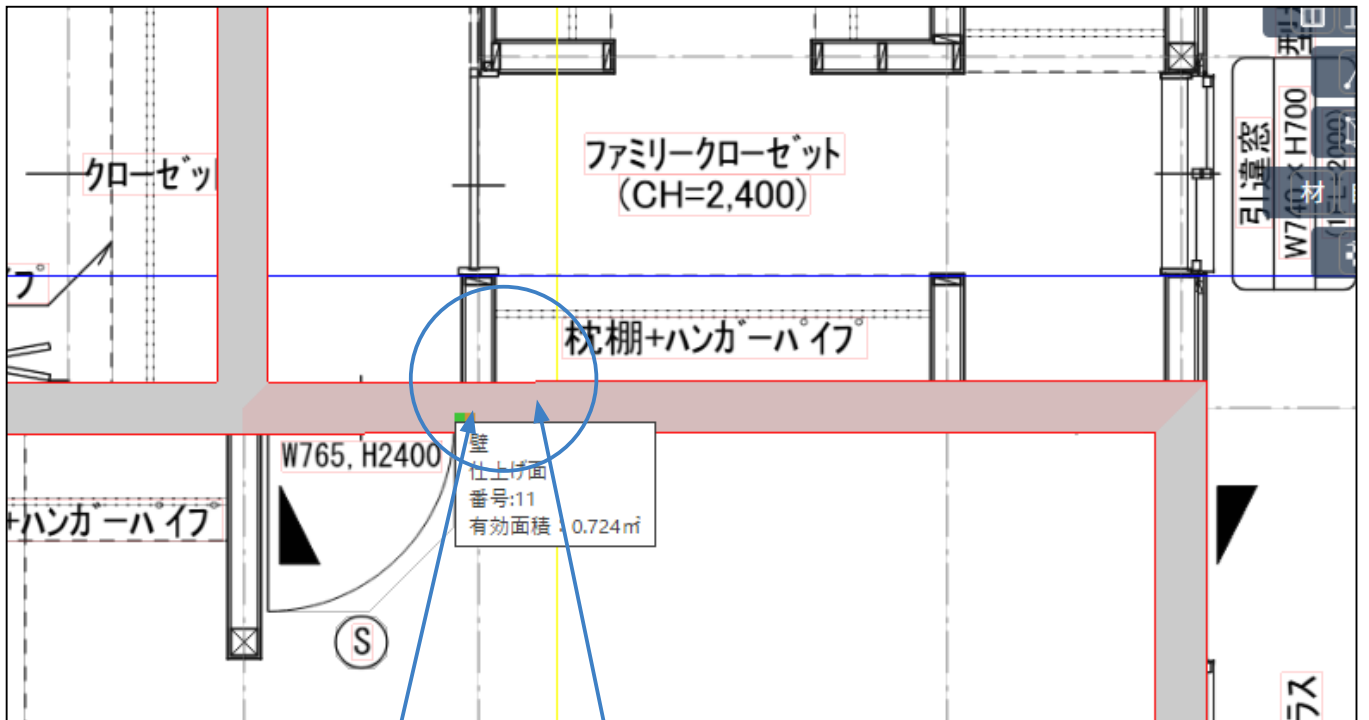 クローゼッ
ファミリークローゼット
(CH=2,400)
引違窓
W740×H700
材
プ
枕棚+ハンガーパイプ
W765, H2400
壁
仕上げ面
番号:11
有効面積:0.724㎡
+ハンガーパイプ
S
ラス